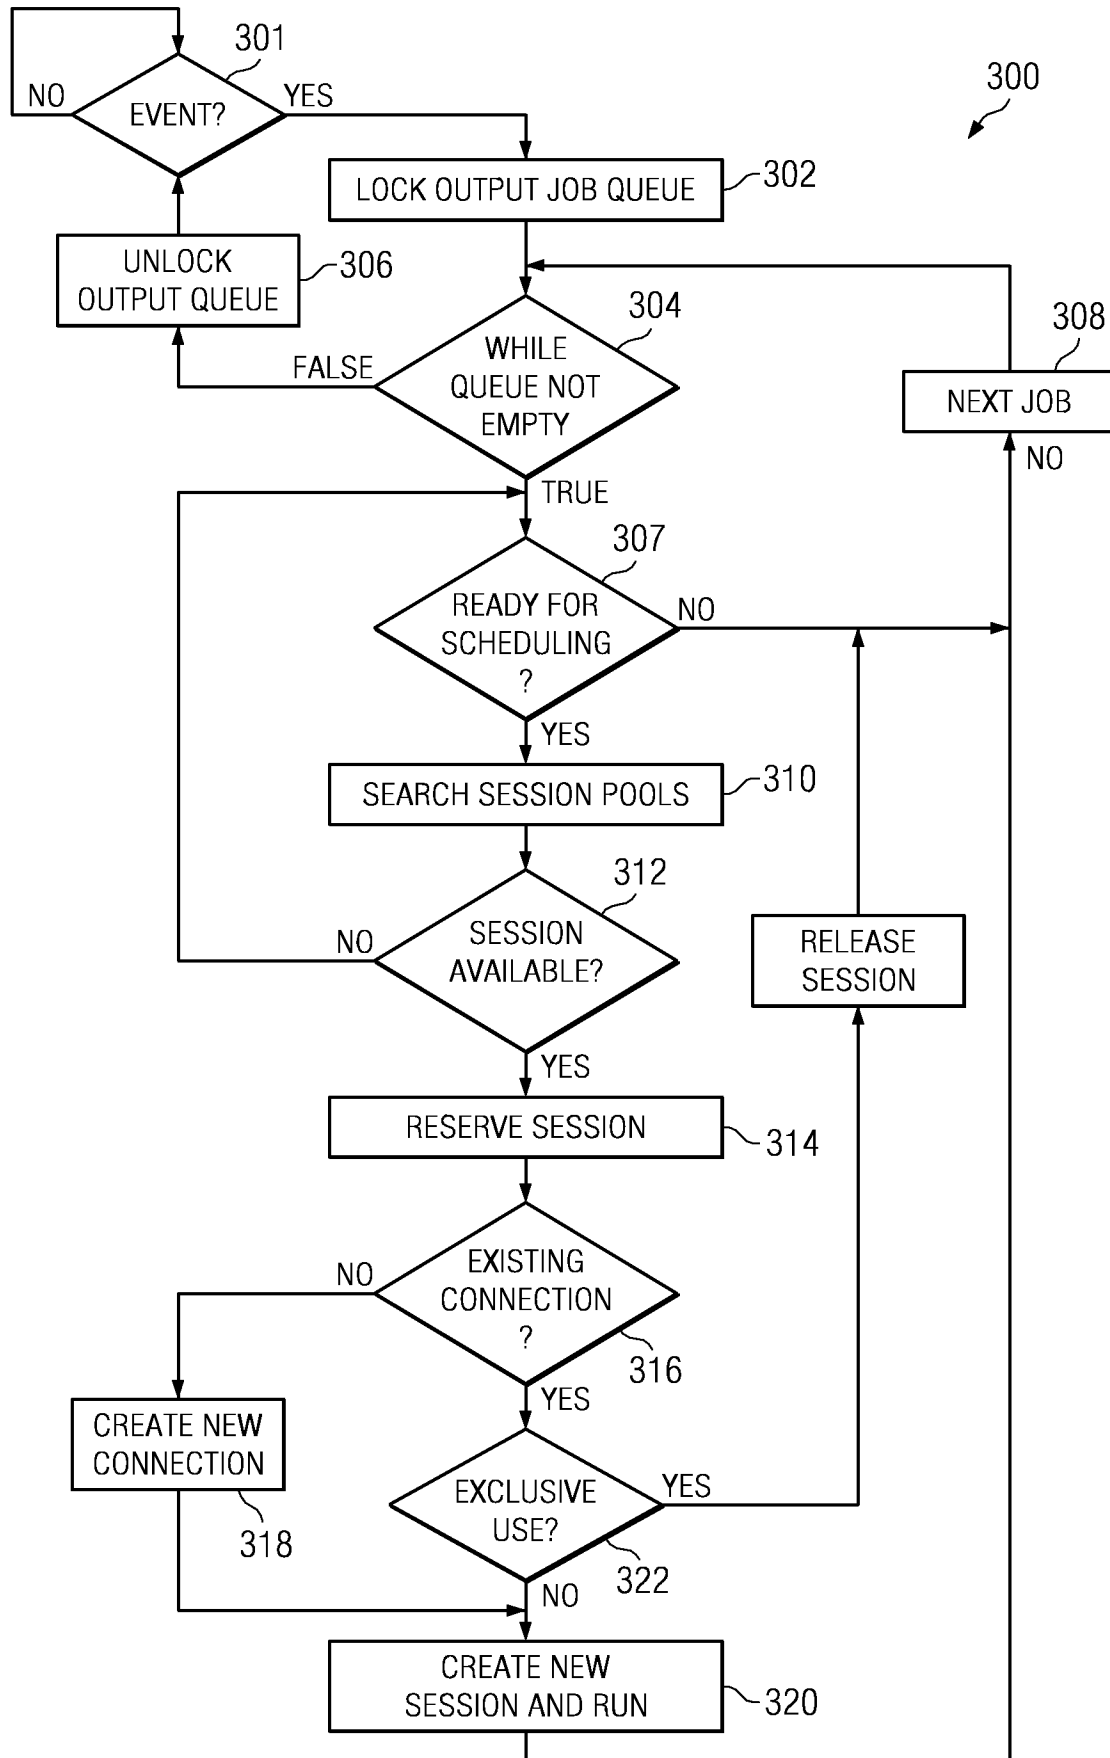 301
NO
EVENT?
YES
300
LOCK OUTPUT JOB QUEUE
302
UNLOCK
OUTPUT QUEUE
306
304
308
FALSE
WHILE
QUEUE NOT
EMPTY
NEXT JOB
NO
TRUE
307
READY FOR
SCHEDULING
?
NO
YES
SEARCH SESSION POOLS
310
312
NO
SESSION
AVAILABLE?
RELEASE
SESSION
YES
RESERVE SESSION
314
NO
EXISTING
CONNECTION
?
316
YES
CREATE NEW
CONNECTION
318
EXCLUSIVE
USE?
YES
322
NO
CREATE NEW
SESSION AND RUN
320